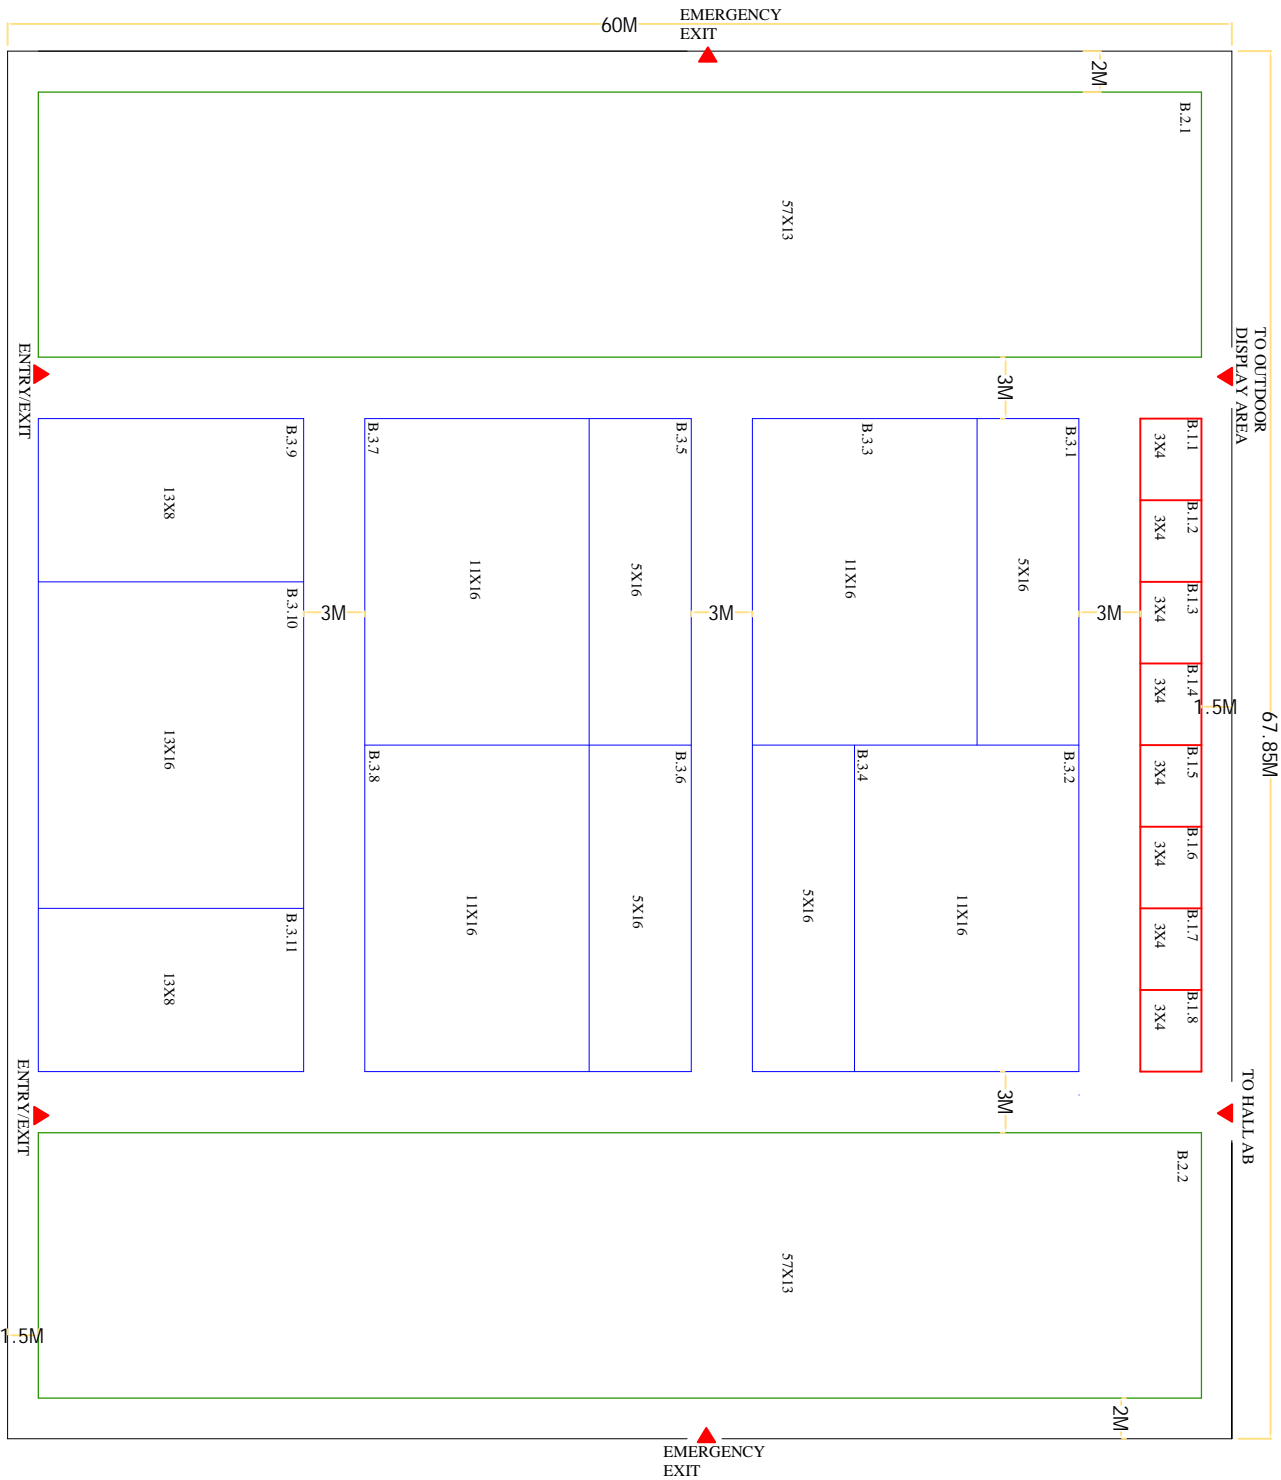 60M
EMERGENCY
EXIT
2M
B.2.1
57X13
TO OUTDOOR
DISPLAY AREA
ENTRY/EXIT
3M
B.3.9
13X8
B.3.7
11X16
B.3.5
5X16
B.3.3
11X16
B.3.1
5X16
B.1.1
3X4
B.1.2
3X4
B.1.3
3X4
B.1.4
3X4
B.3.10
13X16
3M
3M
3M
1.5M
67.85M
B.3.8
11X16
B.3.6
5X16
B.3.4
5X16
B.3.2
11X16
B.1.5
3X4
B.1.6
3X4
B.1.7
3X4
B.1.8
3X4
B.3.11
13X8
ENTRY/EXIT
3M
TO HALL AB
B.2.2
57X13
1.5M
2M
EMERGENCY
EXIT